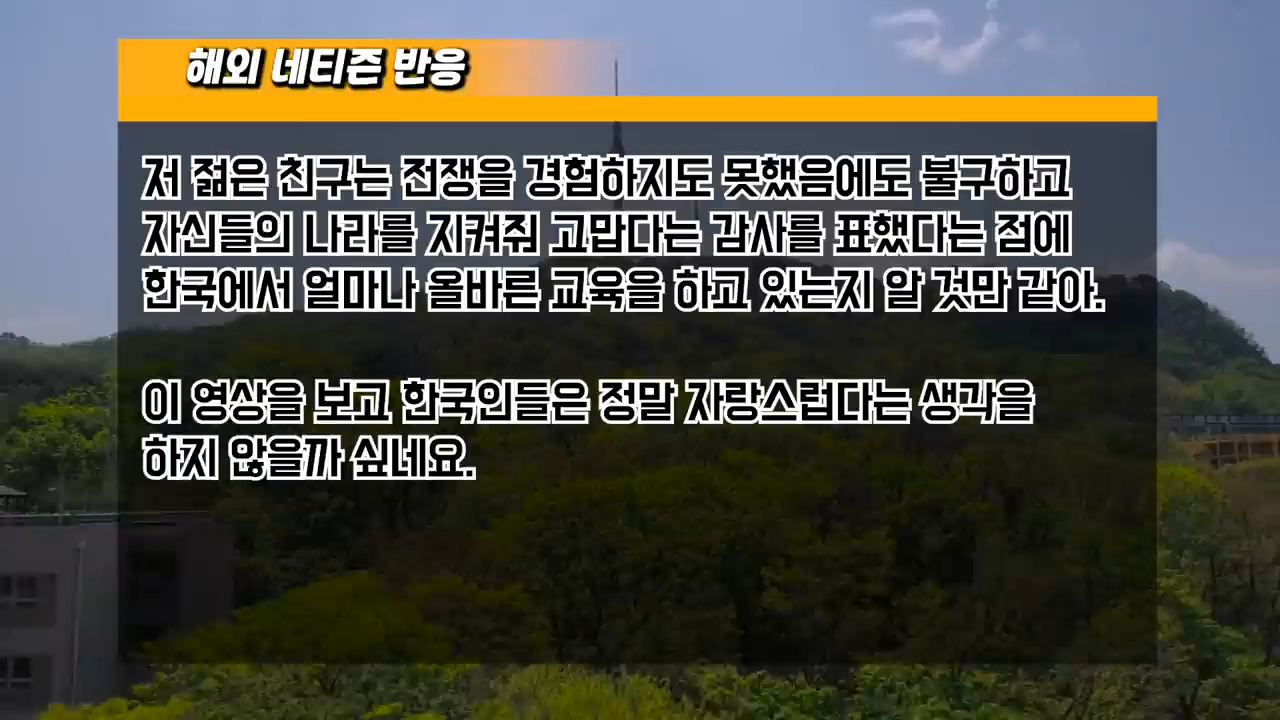 해외 네티즌 반응
저 젊은 친구는 전쟁을 경험하지도 못했음에도 불구하고
자신들의 나라를 지켜줘 고맙다는 감사를 표했다는 점에
한국에서 얼마나 올바른 교육을 하고 있는지 알 것만 같아.
이 영상을 보고 한국인들은 정말 자랑스럽다는 생각을
하지 않을까 싶네요.